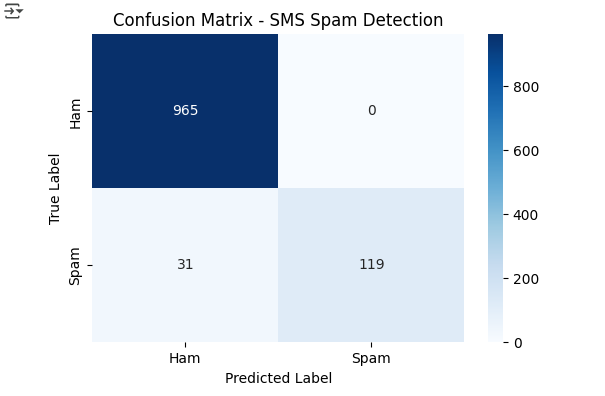 Confusion Matrix - SMS Spam Detection
True Label
Ham
965
0
Spam
31
119
Ham
Spam
Predicted Label
800
600
400
200
0